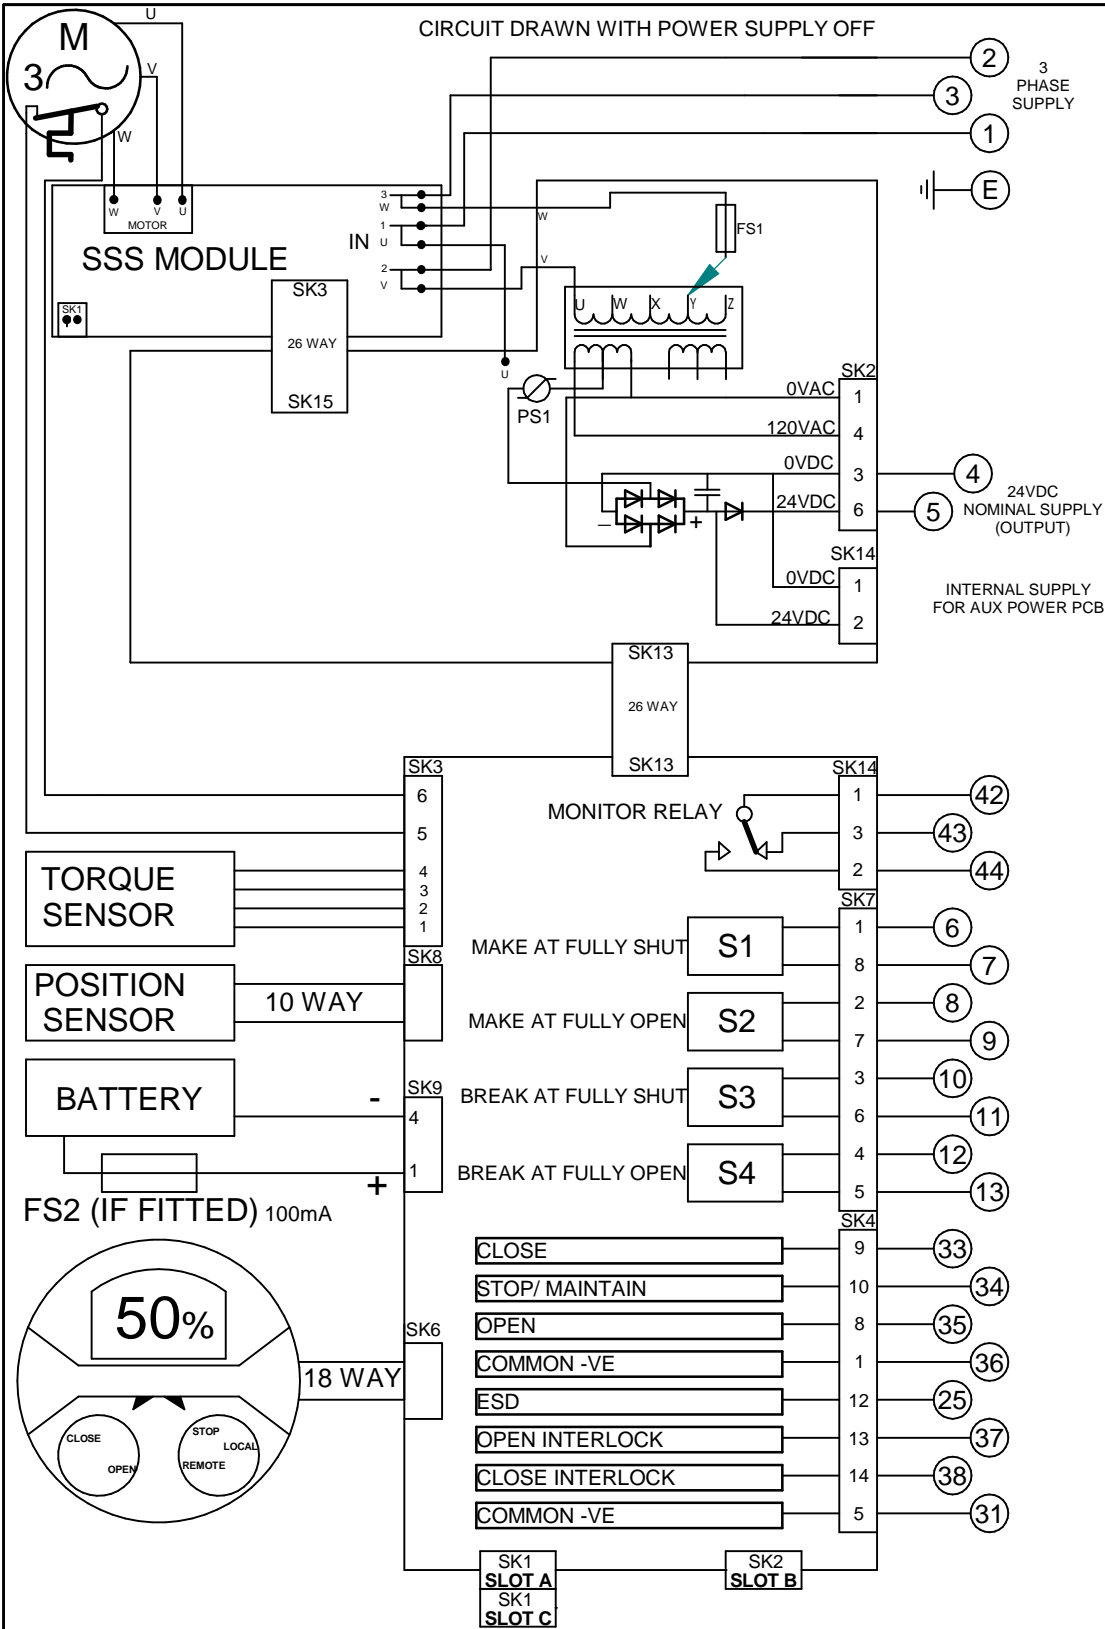 CIRCUIT DRAWN WITH POWER SUPPLY OFF
U
M
3
V
W
2
3
1
3
PHASE
SUPPLY
E
W V U
MOTOR
SSS MODULE
IN
3
W
1
U
2
V
W
V
U
FS1
SK1
SK3
26 WAY
SK15
U W X Y Z
PS1
SK2
0VAC 1
120VAC 4
0VDC 3
24VDC 6
4
5
24VDC
NOMINAL SUPPLY
(OUTPUT)
– +
SK14
0VDC 1
24VDC 2
INTERNAL SUPPLY
FOR AUX POWER PCB
SK13
26 WAY
SK13
SK3
6
5
4
3
2
1
TORQUE
SENSOR
MONITOR RELAY
SK14
1 42
3 43
2 44
POSITION
SENSOR
10 WAY
SK8
SK7
MAKE AT FULLY SHUT S1
1 6
8 7
MAKE AT FULLY OPEN S2
2 8
7 9
BREAK AT FULLY SHUT S3
3 10
6 11
BREAK AT FULLY OPEN S4
4 12
5 13
BATTERY
-
+
SK9
4
1
FS2 (IF FITTED) 100mA
SK4
CLOSE 9 33
STOP/ MAINTAIN 10 34
OPEN 8 35
COMMON -VE 1 36
ESD 12 25
OPEN INTERLOCK 13 37
CLOSE INTERLOCK 14 38
COMMON -VE 5 31
50%
SK6
18 WAY
CLOSE
OPEN
STOP
LOCAL
REMOTE
SK1
SLOT A
SK1
SLOT C
SK2
SLOT B